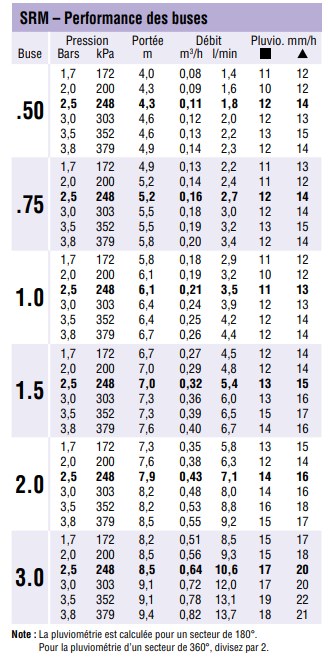 SRM – Performance des buses
Pression Portée Débit Pluvio. mm/h
Buse Bars kPa m m³/h l/min ■ ▲
.50
1,7 172 4,0 0,08 1,4 11 12
2,0 200 4,3 0,09 1,6 10 12
2,5 248 4,3 0,11 1,8 12 14
3,0 303 4,6 0,12 2,0 12 13
3,5 352 4,6 0,13 2,2 13 15
3,8 379 4,9 0,14 2,3 12 14
.75
1,7 172 4,9 0,13 2,2 11 13
2,0 200 5,2 0,14 2,4 11 12
2,5 248 5,2 0,16 2,7 12 14
3,0 303 5,5 0,18 3,0 12 14
3,5 352 5,5 0,19 3,2 13 15
3,8 379 5,8 0,20 3,4 12 14
1.0
1,7 172 5,8 0,18 2,9 11 12
2,0 200 6,1 0,19 3,2 10 12
2,5 248 6,1 0,21 3,5 11 13
3,0 303 6,4 0,24 3,9 12 13
3,5 352 6,4 0,25 4,2 12 14
3,8 379 6,7 0,26 4,4 12 14
1.5
1,7 172 6,7 0,27 4,5 12 14
2,0 200 7,0 0,29 4,8 12 14
2,5 248 7,0 0,32 5,4 13 15
3,0 303 7,3 0,36 6,0 13 16
3,5 352 7,3 0,39 6,5 15 17
3,8 379 7,6 0,40 6,7 14 16
2.0
1,7 172 7,3 0,35 5,8 13 15
2,0 200 7,6 0,38 6,3 12 14
2,5 248 7,9 0,43 7,1 14 16
3,0 303 8,2 0,48 8,0 14 16
3,5 352 8,2 0,53 8,8 16 18
3,8 379 8,5 0,55 9,2 15 17
3.0
1,7 172 8,2 0,51 8,5 15 17
2,0 200 8,5 0,56 9,3 15 18
2,5 248 8,5 0,64 10,6 17 20
3,0 303 9,1 0,72 12,0 17 20
3,5 352 9,1 0,78 13,1 19 22
3,8 379 9,4 0,82 13,7 18 21
Note : La pluviométrie est calculée pour un secteur de 180°.
Pour la pluviométrie d'un secteur de 360°, divisez par 2.